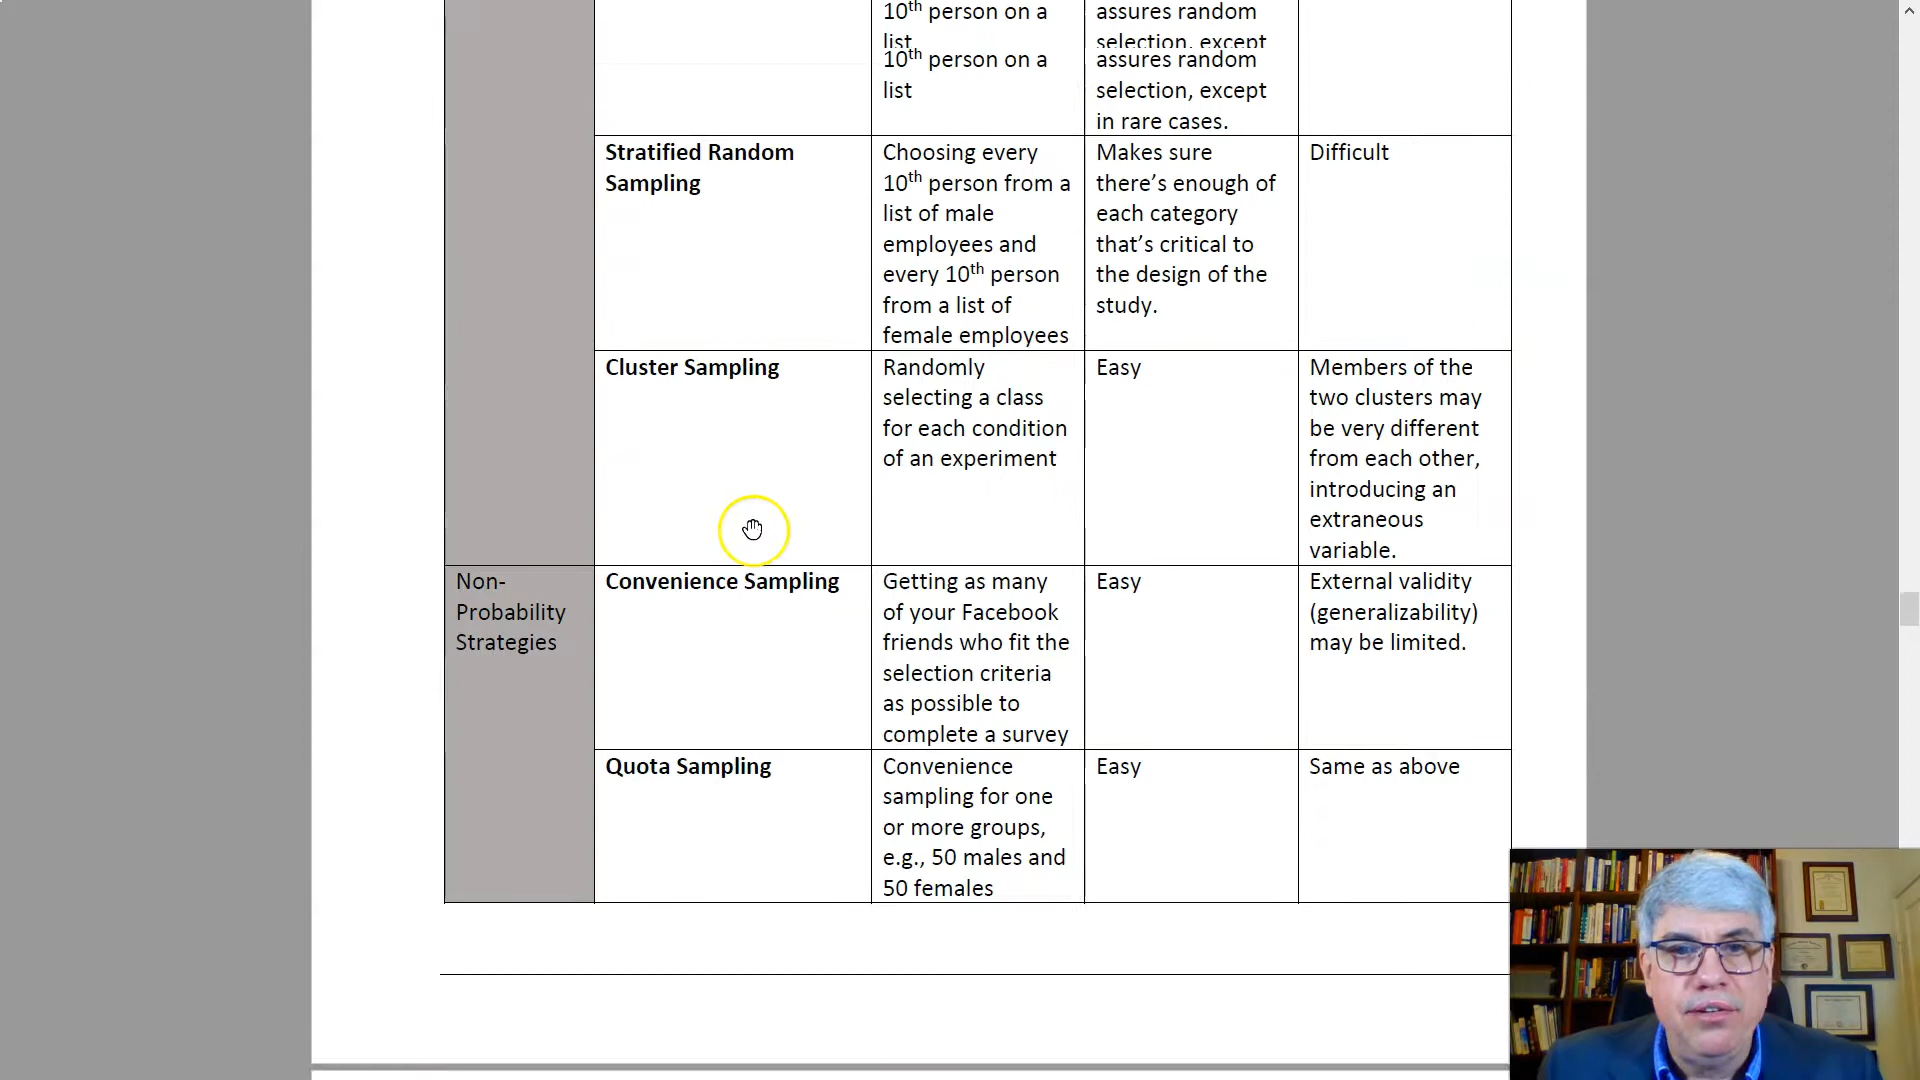 10th person on a
list
10th person on a
list
assures random
selection, except
assures random
selection, except
in rare cases.
Stratified Random
Sampling
Choosing every
10th person from a
list of male
employees and
every 10th person
from a list of
female employees
Makes sure
there’s enough of
each category
that’s critical to
the design of the
study.
Difficult
Cluster Sampling
Randomly
selecting a class
for each condition
of an experiment
Easy
Members of the
two clusters may
be very different
from each other,
introducing an
extraneous
variable.
Non-
Probability
Strategies
Convenience Sampling
Getting as many
of your Facebook
friends who fit the
selection criteria
as possible to
complete a survey
Easy
External validity
(generalizability)
may be limited.
Quota Sampling
Convenience
sampling for one
or more groups,
e.g., 50 males and
50 females
Easy
Same as above